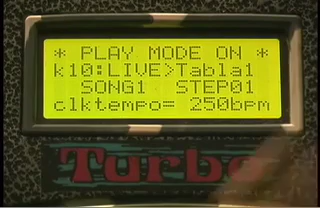 * PLAY MODE ON *
k10:LIVE>Tabla1
SONG1 STEP01
clktempo= 250bpm
Turbo